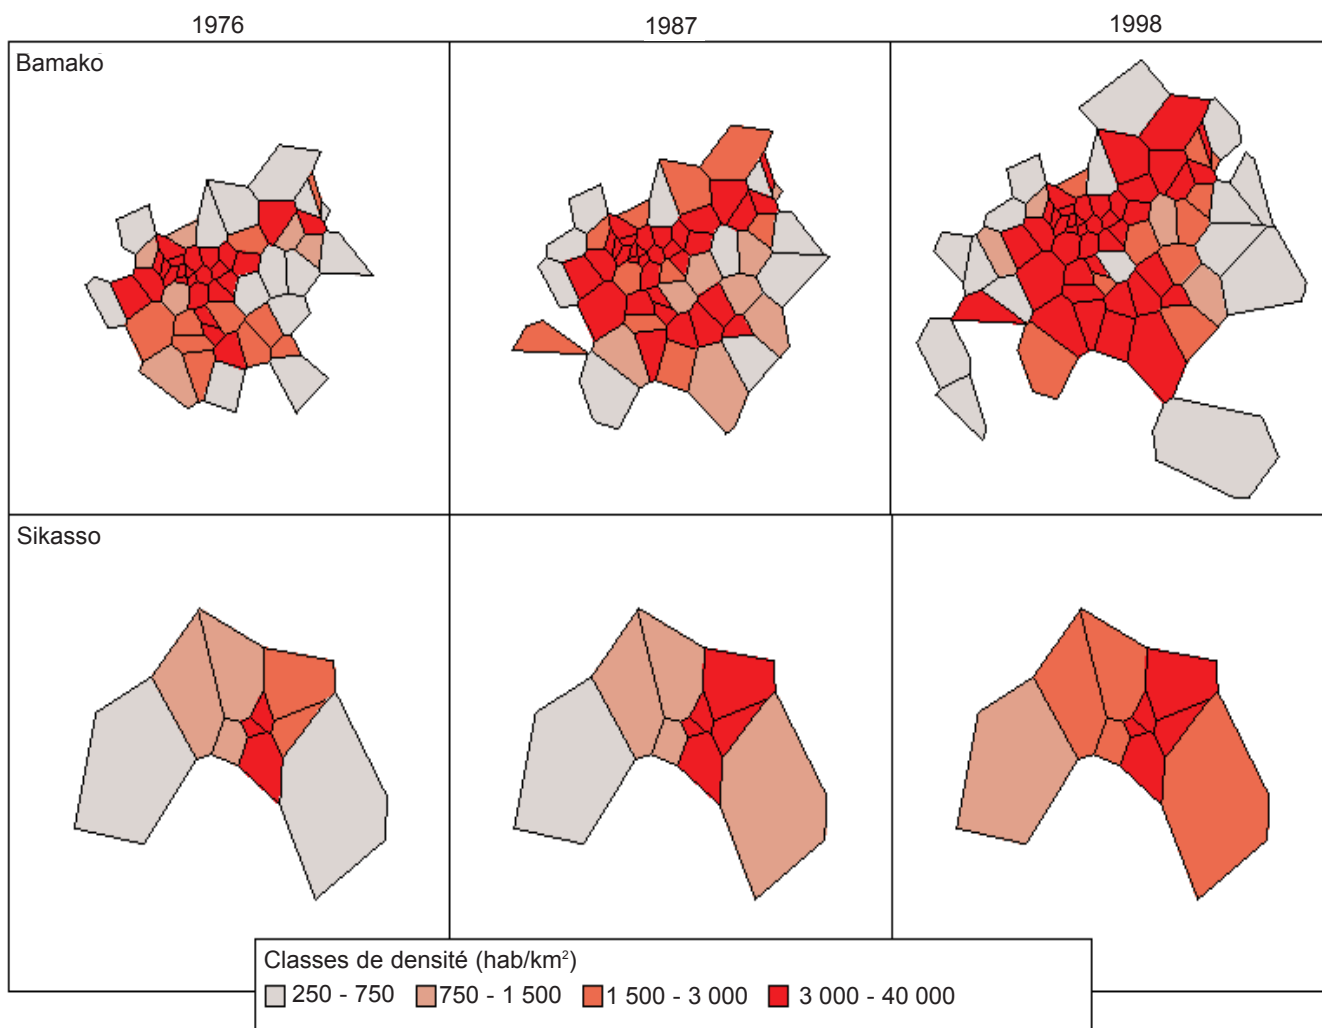 1976
1987
1998
Bamako
Sikasso
Classes de densité (hab/km²)
250 - 750
750 - 1 500
1 500 - 3 000
3 000 - 40 000